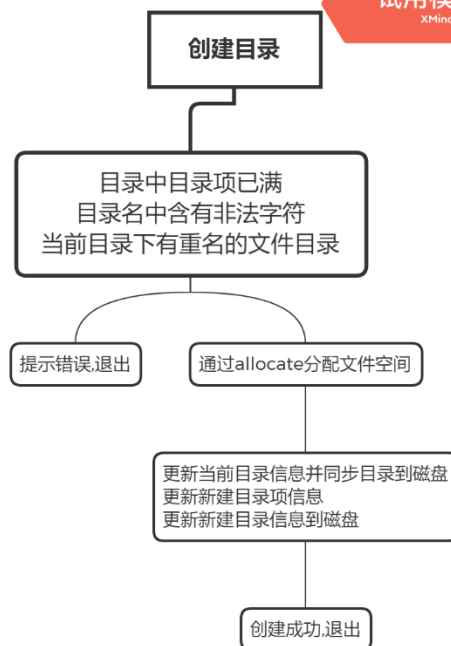 试用模
XMind
创建目录
目录中目录项已满
目录名中含有非法字符
当前目录下有重名的文件目录
提示错误,退出
通过allocate分配文件空间
更新当前目录信息并同步目录到磁盘
更新新建目录项信息
更新新建目录信息到磁盘
创建成功,退出